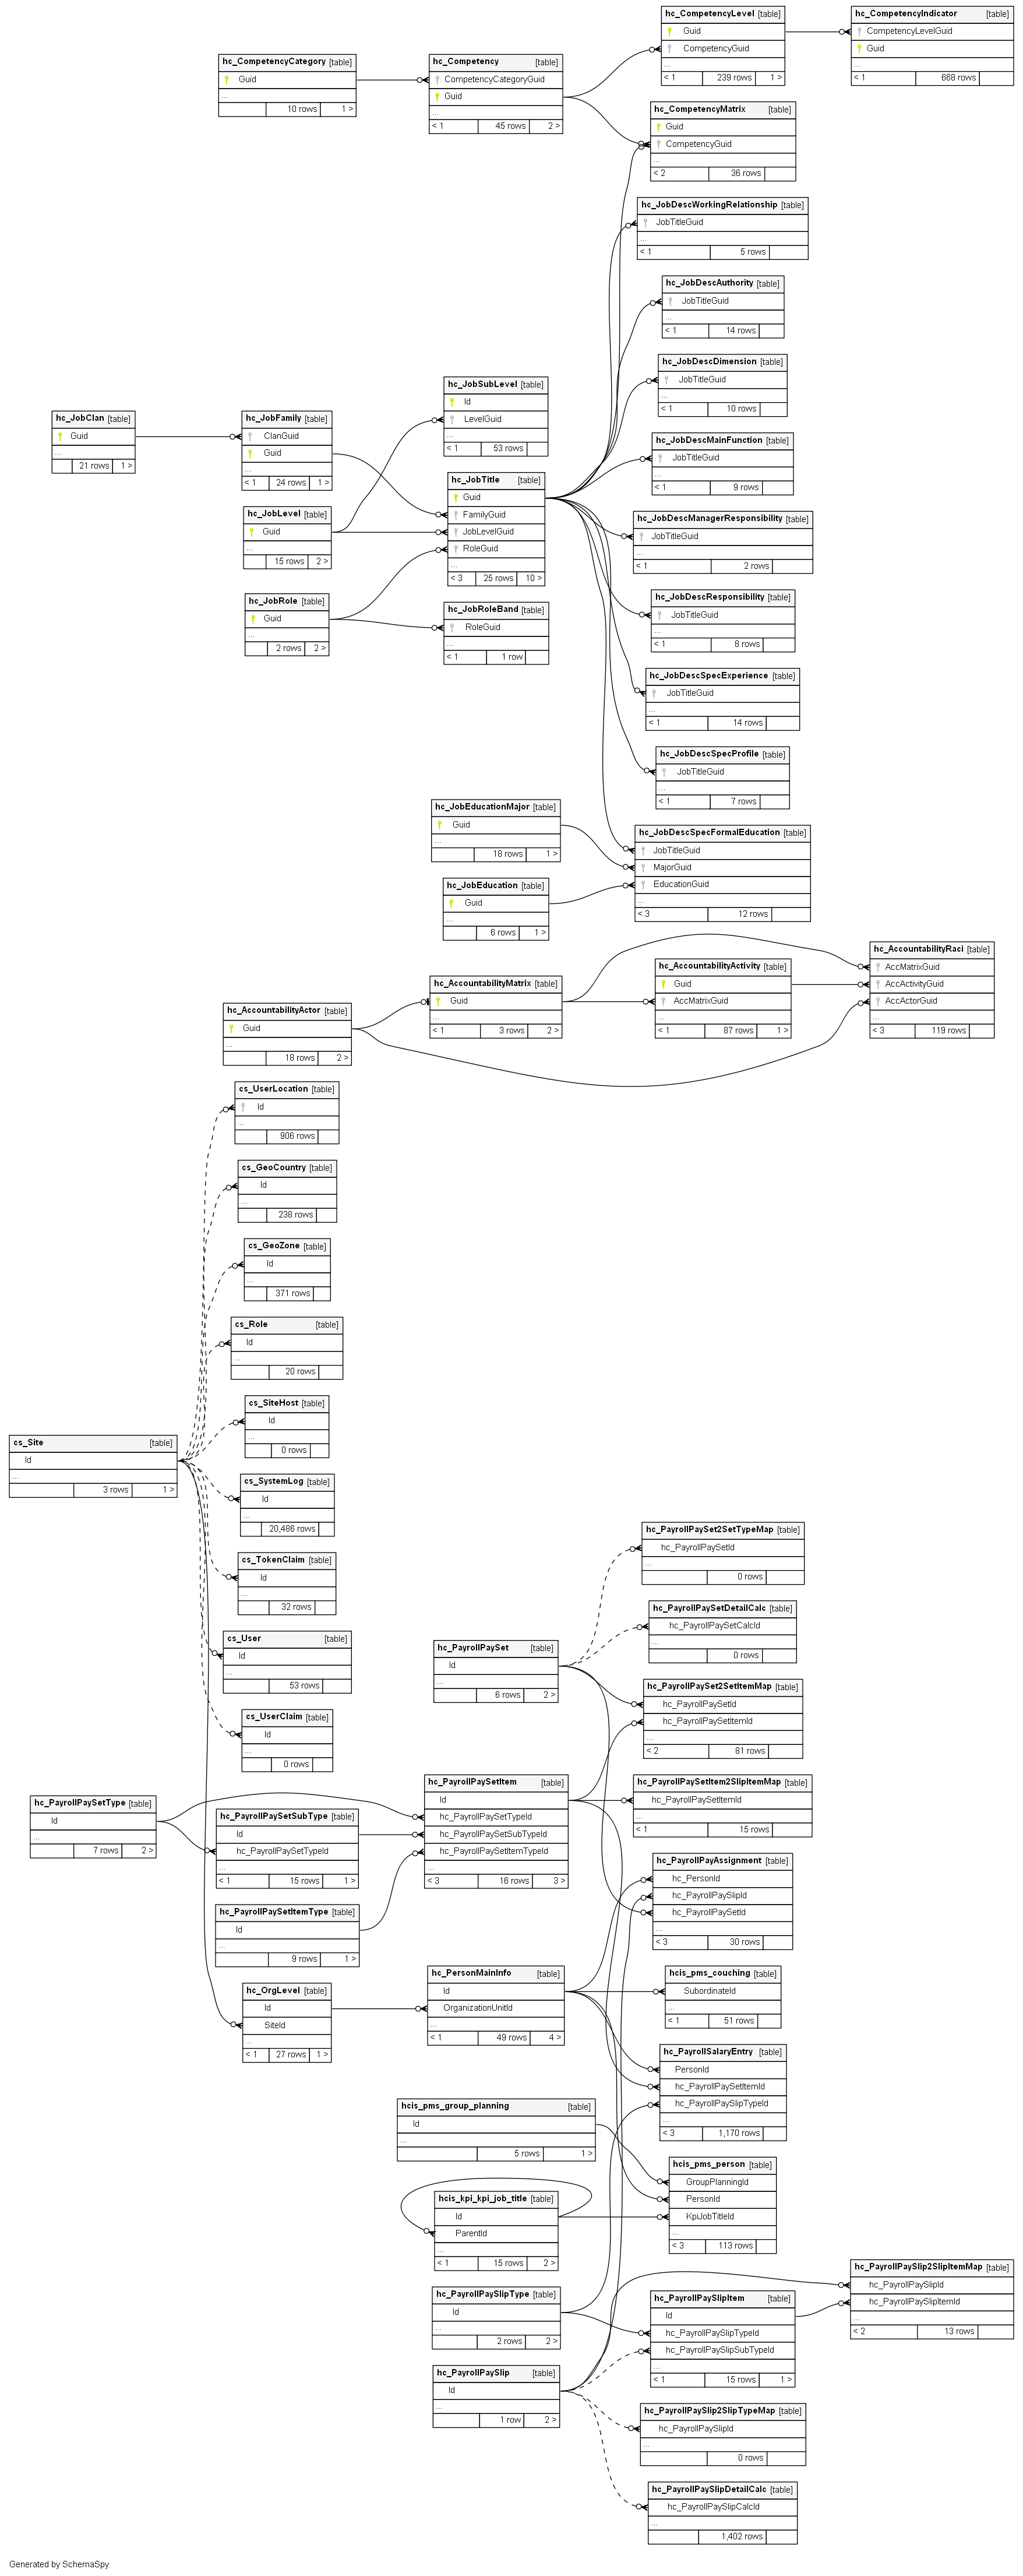 hc_CompetencyLevel [table]
Guid
CompetencyGuid
...
< 1 239 rows 1 >
hc_CompetencyIndicator [table]
CompetencyLevelGuid
Guid
...
< 1 668 rows
hc_CompetencyCategory [table]
Guid
...
10 rows 1 >
hc_Competency [table]
CompetencyCategoryGuid
Guid
...
< 1 45 rows 2 >
hc_CompetencyMatrix [table]
Guid
CompetencyGuid
...
< 2 36 rows
hc_JobDescWorkingRelationship [table]
JobTitleGuid
...
< 1 5 rows
hc_JobDescAuthority [table]
JobTitleGuid
...
< 1 14 rows
hc_JobDescDimension [table]
JobTitleGuid
...
< 1 10 rows
hc_JobSubLevel [table]
Id
LevelGuid
...
< 1 53 rows
hc_JobClan [table]
Guid
...
21 rows 1 >
hc_JobFamily [table]
ClanGuid
Guid
...
< 1 24 rows 1 >
hc_JobDescMainFunction [table]
JobTitleGuid
...
< 1 9 rows
hc_JobTitle [table]
Guid
FamilyGuid
JobLevelGuid
RoleGuid
...
< 3 25 rows 10 >
hc_JobLevel [table]
Guid
...
15 rows 2 >
hc_JobDescManagerResponsibility [table]
JobTitleGuid
...
< 1 2 rows
hc_JobRole [table]
Guid
...
2 rows 2 >
hc_JobRoleBand [table]
RoleGuid
...
< 1 1 row
hc_JobDescResponsibility [table]
JobTitleGuid
...
< 1 8 rows
hc_JobDescSpecExperience [table]
JobTitleGuid
...
< 1 14 rows
hc_JobDescSpecProfile [table]
JobTitleGuid
...
< 1 7 rows
hc_JobEducationMajor [table]
Guid
...
18 rows 1 >
hc_JobDescSpecFormalEducation [table]
JobTitleGuid
MajorGuid
EducationGuid
...
< 3 12 rows
hc_JobEducation [table]
Guid
...
6 rows 1 >
hc_AccountabilityRaci [table]
AccMatrixGuid
AccActivityGuid
AccActorGuid
...
< 3 119 rows
hc_AccountabilityActivity [table]
Guid
AccMatrixGuid
...
< 1 87 rows 1 >
hc_AccountabilityMatrix [table]
Guid
...
< 1 3 rows 2 >
hc_AccountabilityActor [table]
Guid
...
18 rows 2 >
cs_UserLocation [table]
Id
...
906 rows
cs_GeoCountry [table]
Id
...
238 rows
cs_GeoZone [table]
Id
...
371 rows
cs_Role [table]
Id
...
20 rows
cs_SiteHost [table]
Id
...
0 rows
cs_Site [table]
Id
...
3 rows 1 >
cs_SystemLog [table]
Id
...
20,486 rows
cs_TokenClaim [table]
Id
...
32 rows
cs_User [table]
Id
...
53 rows
cs_UserClaim [table]
Id
...
0 rows
hc_PayrollPaySet2SetTypeMap [table]
hc_PayrollPaySetId
...
0 rows
hc_PayrollPaySetDetailCalc [table]
hc_PayrollPaySetCalcId
...
0 rows
hc_PayrollPaySet [table]
Id
...
6 rows 2 >
hc_PayrollPaySet2SetItemMap [table]
hc_PayrollPaySetId
hc_PayrollPaySetItemId
...
< 2 81 rows
hc_PayrollPaySetItem [table]
Id
hc_PayrollPaySetTypeId
hc_PayrollPaySetSubTypeId
hc_PayrollPaySetItemTypeId
...
< 3 16 rows 3 >
hc_PayrollPaySetItem2SlipItemMap [table]
hc_PayrollPaySetItemId
...
< 1 15 rows
hc_PayrollPaySetType [table]
Id
...
7 rows 2 >
hc_PayrollPaySetSubType [table]
Id
hc_PayrollPaySetTypeId
...
< 1 15 rows 1 >
hc_PayrollPayAssignment [table]
hc_PersonId
hc_PayrollPaySlipId
hc_PayrollPaySetId
...
< 3 30 rows
hc_PayrollPaySetItemType [table]
Id
...
9 rows 1 >
hc_PersonMainInfo [table]
Id
OrganizationUnitId
...
< 1 49 rows 4 >
hcis_pms_couching [table]
SubordinateId
...
< 1 51 rows
hc_OrgLevel [table]
Id
SiteId
...
< 1 27 rows 1 >
hc_PayrollSalaryEntry [table]
PersonId
hc_PayrollPaySetItemId
hc_PayrollPaySlipTypeId
...
< 3 1,170 rows
hcis_pms_group_planning [table]
Id
...
5 rows 1 >
hcis_pms_person [table]
GroupPlanningId
PersonId
KpiJobTitleId
...
< 3 113 rows
hcis_kpi_kpi_job_title [table]
Id
ParentId
...
< 1 15 rows 2 >
hc_PayrollPaySlip2SlipItemMap [table]
hc_PayrollPaySlipId
hc_PayrollPaySlipItemId
...
< 2 13 rows
hc_PayrollPaySlipType [table]
Id
...
2 rows 2 >
hc_PayrollPaySlipItem [table]
Id
hc_PayrollPaySlipTypeId
hc_PayrollPaySlipSubTypeId
...
< 1 15 rows 1 >
hc_PayrollPaySlip [table]
Id
...
1 row 2 >
hc_PayrollPaySlip2SlipTypeMap [table]
hc_PayrollPaySlipId
...
0 rows
hc_PayrollPaySlipDetailCalc [table]
hc_PayrollPaySlipCalcId
...
1,402 rows
Generated by SchemaSpy